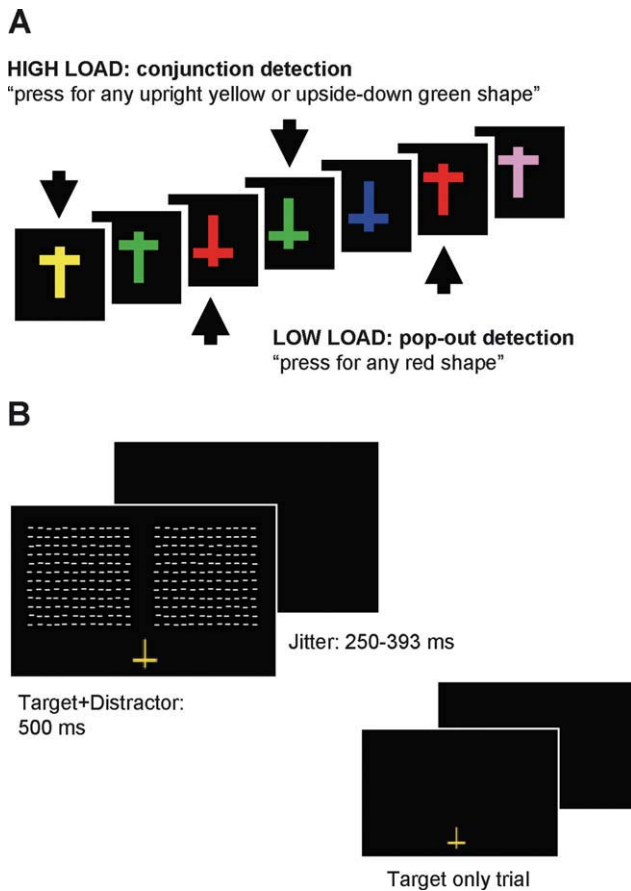 A
HIGH LOAD: conjunction detection
"press for any upright yellow or upside-down green shape"
LOW LOAD: pop-out detection
"press for any red shape"
B
Jitter: 250-393 ms
Target+Distractor:
500 ms
Target only trial